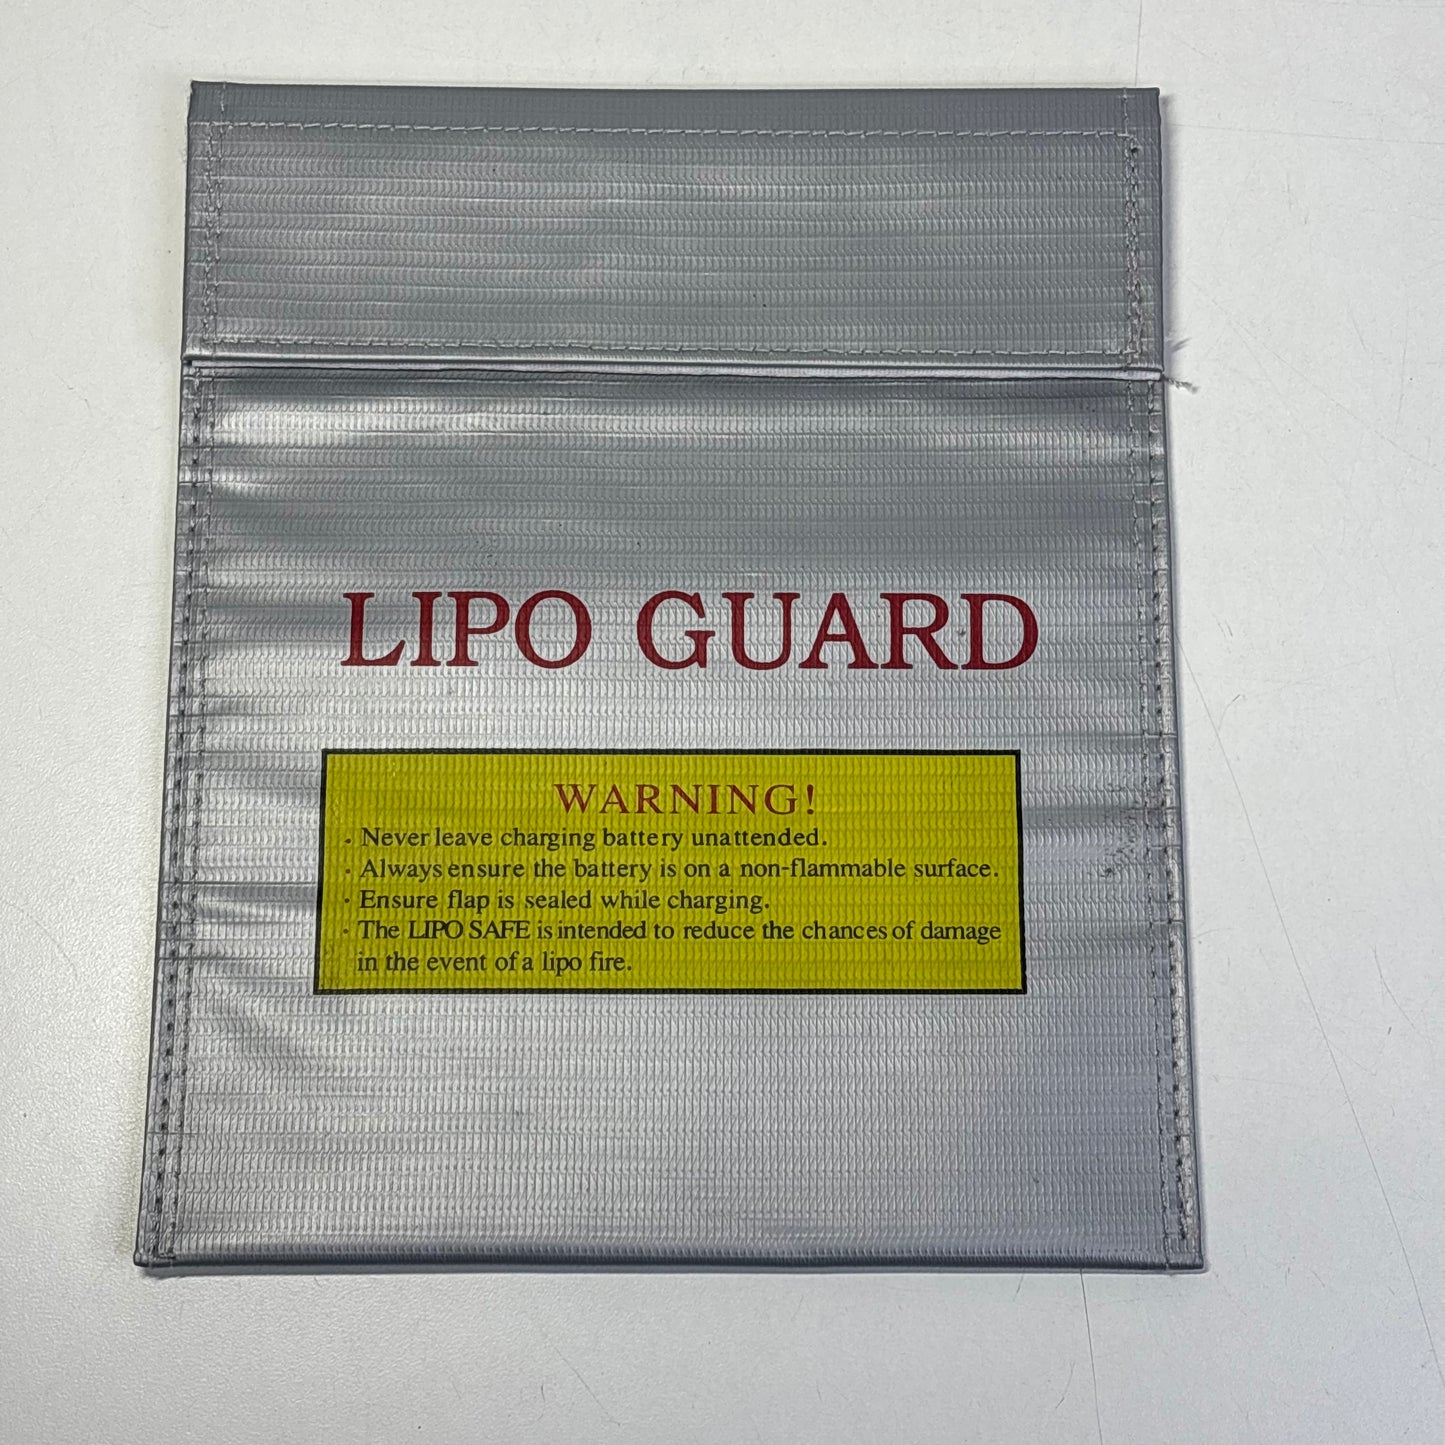 LIPO GUARD
WARNING!
· Never leave charging battery unattended.
· Always ensure the battery is on a non-flammable surface.
· Ensure flap is sealed while charging.
· The LIPO SAFE is intended to reduce the chances of damage
in the event of a lipo fire.